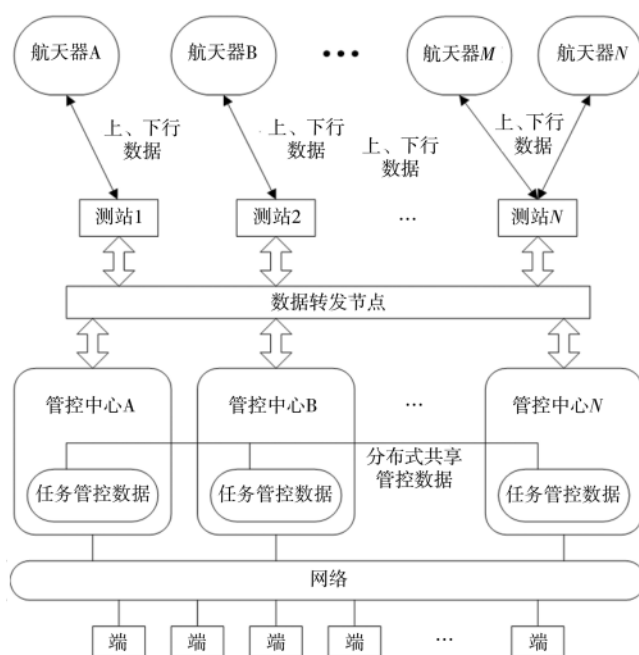 航天器A
航天器B
•••
航天器M
航天器N
上、下行
数据
上、下行
数据
上、下行
数据
上、下行
数据
测站1
测站2
…
测站N
数据转发节点
管控中心A
管控中心B
…
管控中心N
分布式共享
管控数据
任务管控数据
任务管控数据
任务管控数据
网络
端
端
端
端
…
端